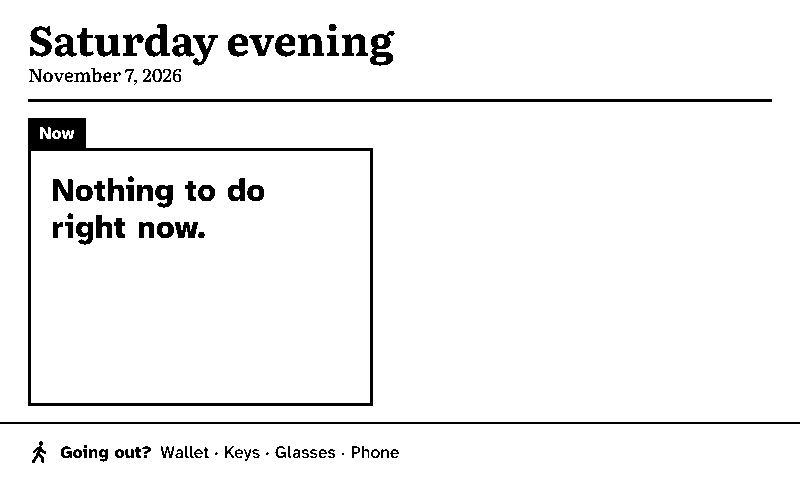 Saturday evening
November 7, 2026
Now
Nothing to do
right now.
Going out? Wallet · Keys · Glasses · Phone